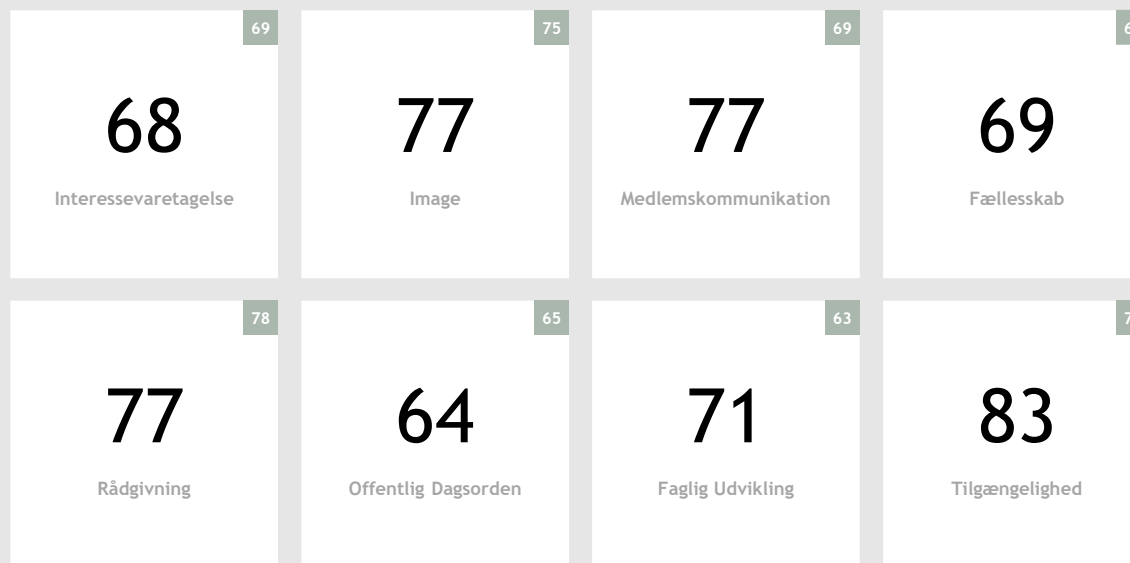 69
68
Interessevaretagelse
75
77
Image
69
77
Medlemskommunikation
69
Fællesskab
78
77
Rådgivning
65
64
Offentlig Dagsorden
63
71
Faglig Udvikling
83
Tilgængelighed